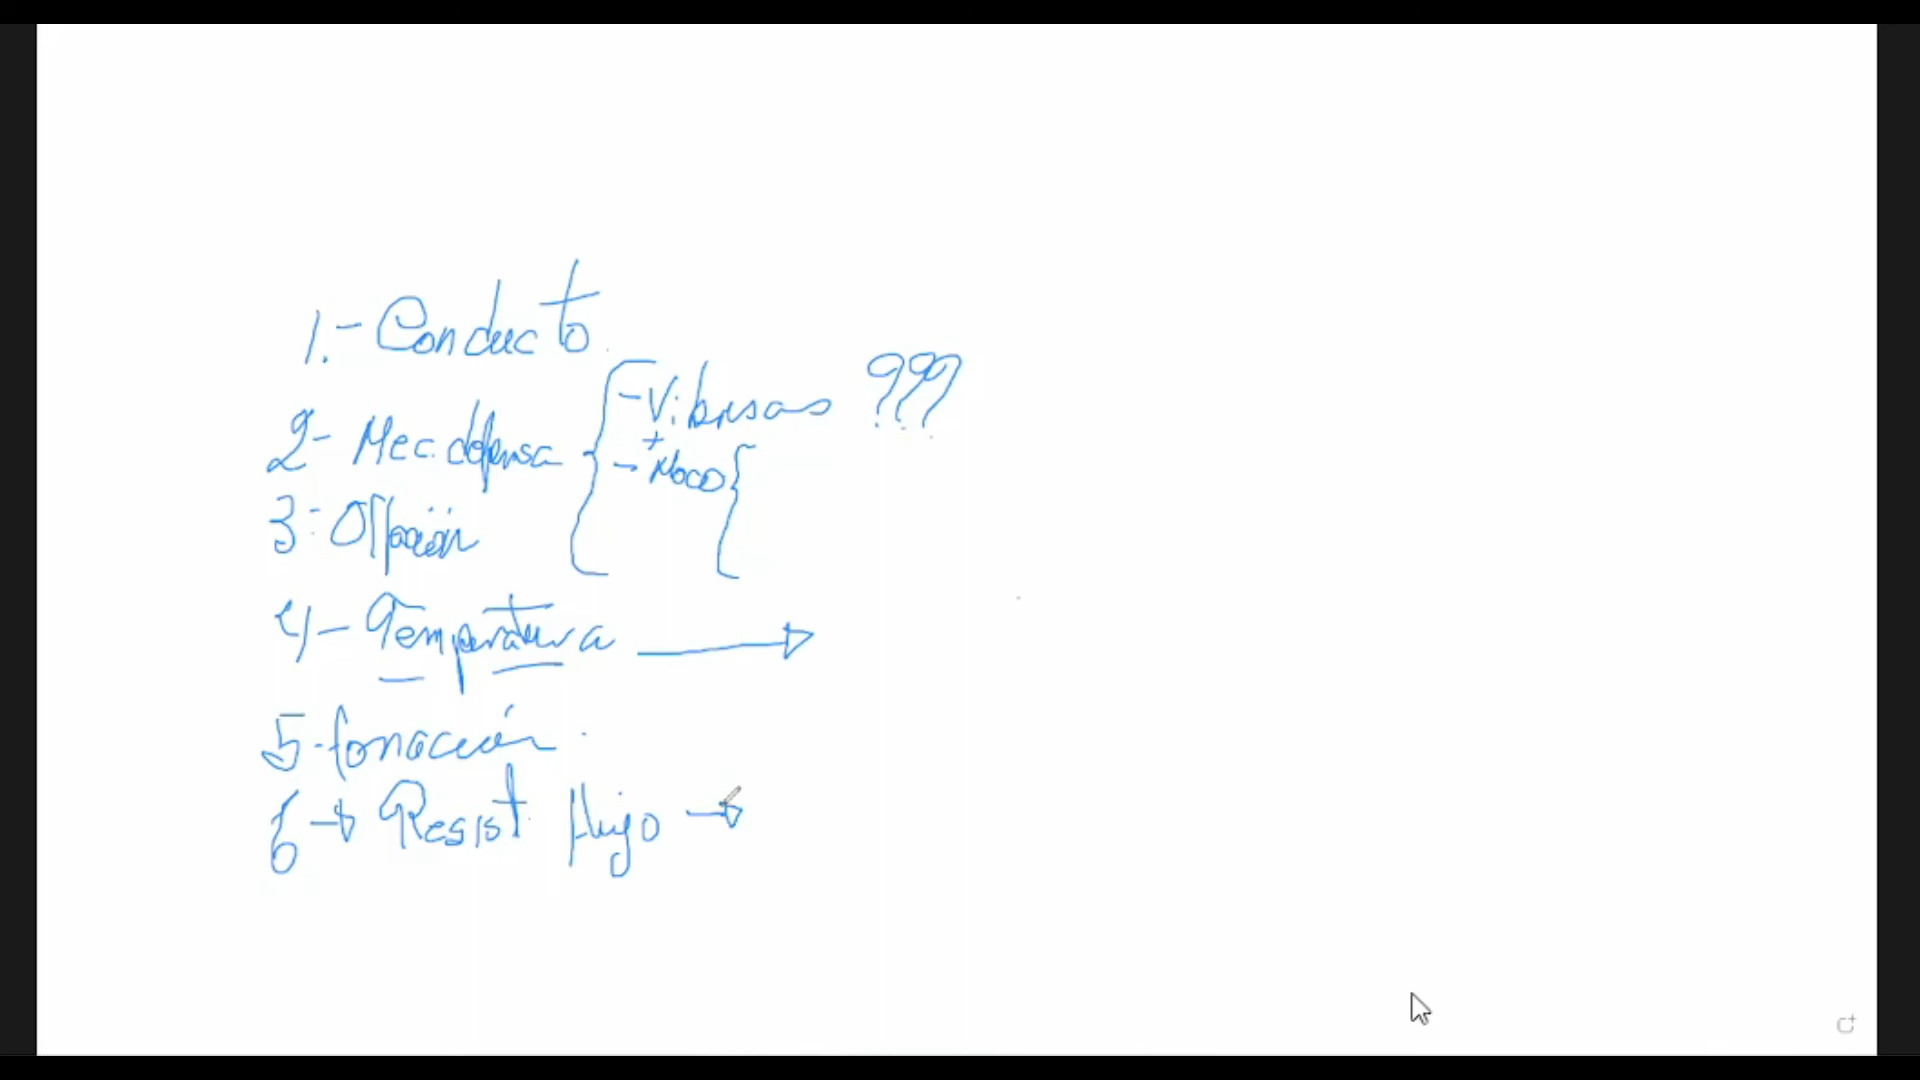 1.- Conducto
2- Mec. defensa { - Vibrisas ???
+
- Moco {
3.- Olfación
4- Temperatura →
5- fonación.
6 → Resist flujo →